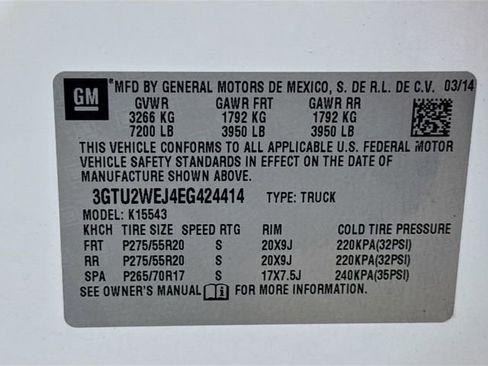 GM
*MFD BY GENERAL MOTORS DE MEXICO, S. DE R.L. DE C.V. 03/14
GVWR GAWR FRT GAWR RR
3266 KG 1792 KG 1792 KG
7200 LB 3950 LB 3950 LB
THIS VEHICLE CONFORMS TO ALL APPLICABLE U.S. FEDERAL MOTOR
VEHICLE SAFETY STANDARDS IN EFFECT ON THE DATE OF
MANUFACTURE SHOWN ABOVE.
3GTU2WEJ4EG424414 TYPE: TRUCK
MODEL: K15543
KHCH TIRE SIZE SPEED RTG RIM COLD TIRE PRESSURE
FRT P275/55R20 S 20X9J 220KPA(32PSI)
RR P275/55R20 S 20X9J 220KPA(32PSI)
SPA P265/70R17 S 17X7.5J 240KPA(35PSI)
SEE OWNER'S MANUAL FOR MORE INFORMATION.